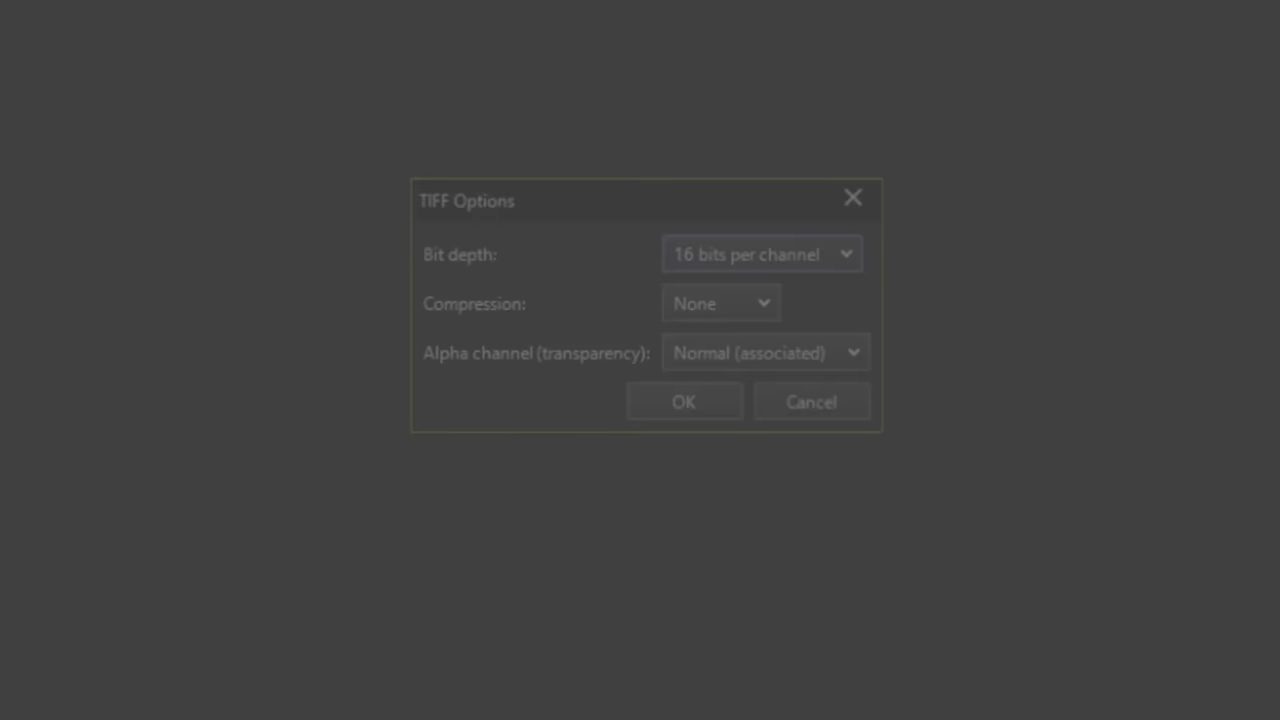 TIFF Options
Bit depth: 16 bits per channel
Compression: None
Alpha channel (transparency): Normal (associated)
OK Cancel